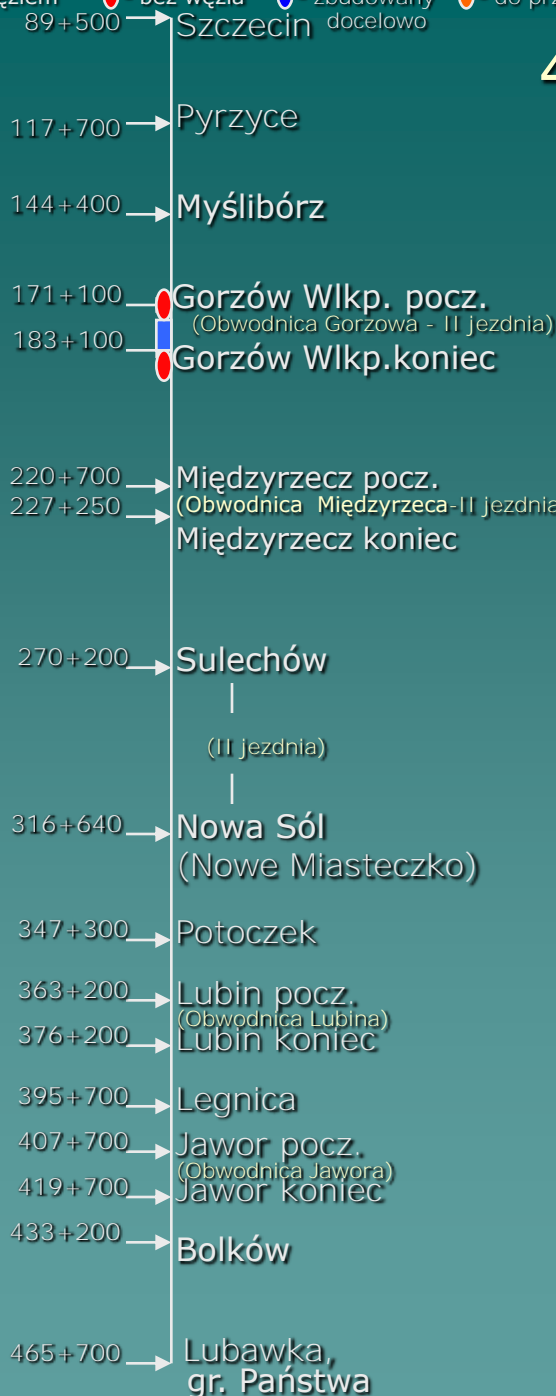 - bez węzła
89+500 Szczecin docelowo
4
117+700 Pyrzyce
144+400 Myślibórz
171+100 Gorzów Wlkp. pocz.
(Obwodnica Gorzowa - II jezdnia)
183+100 Gorzów Wlkp.koniec
220+700 Międzyrzecz pocz.
227+250 (Obwodnica Międzyrzeca-II jezdnia
Międzyrzecz koniec
270+200 Sulechów
(II jezdnia)
316+640 Nowa Sól
(Nowe Miasteczko)
347+300 Potoczek
363+200 Lubin pocz.
(Obwodnica Lubina)
376+200 Lubin koniec
395+700 Legnica
407+700 Jawor pocz.
(Obwodnica Jawora)
419+700 Jawor koniec
433+200 Bolków
465+700 Lubawka,
gr. Państwa